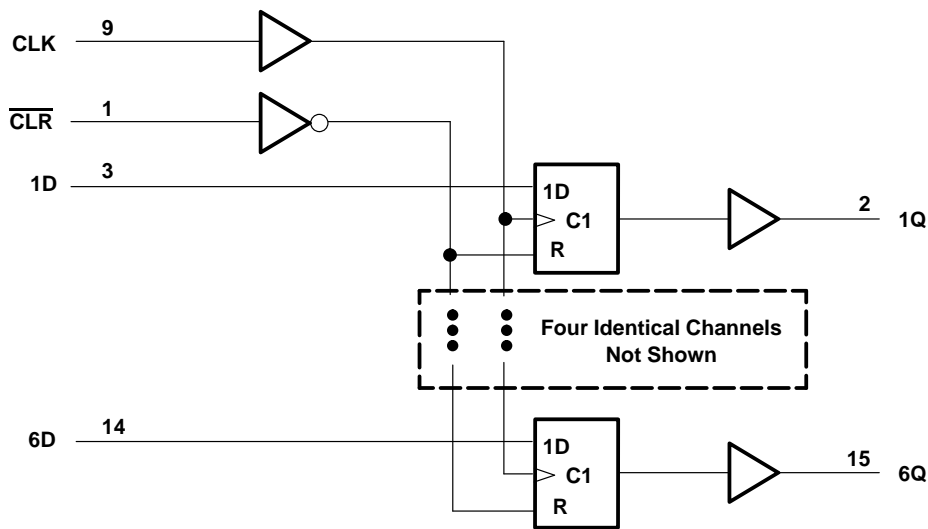 CLK 9
C̅L̅R̅ 1
1D 3
1D
C1
R
2 1Q
Four Identical Channels
Not Shown
6D 14
1D
C1
R
15 6Q